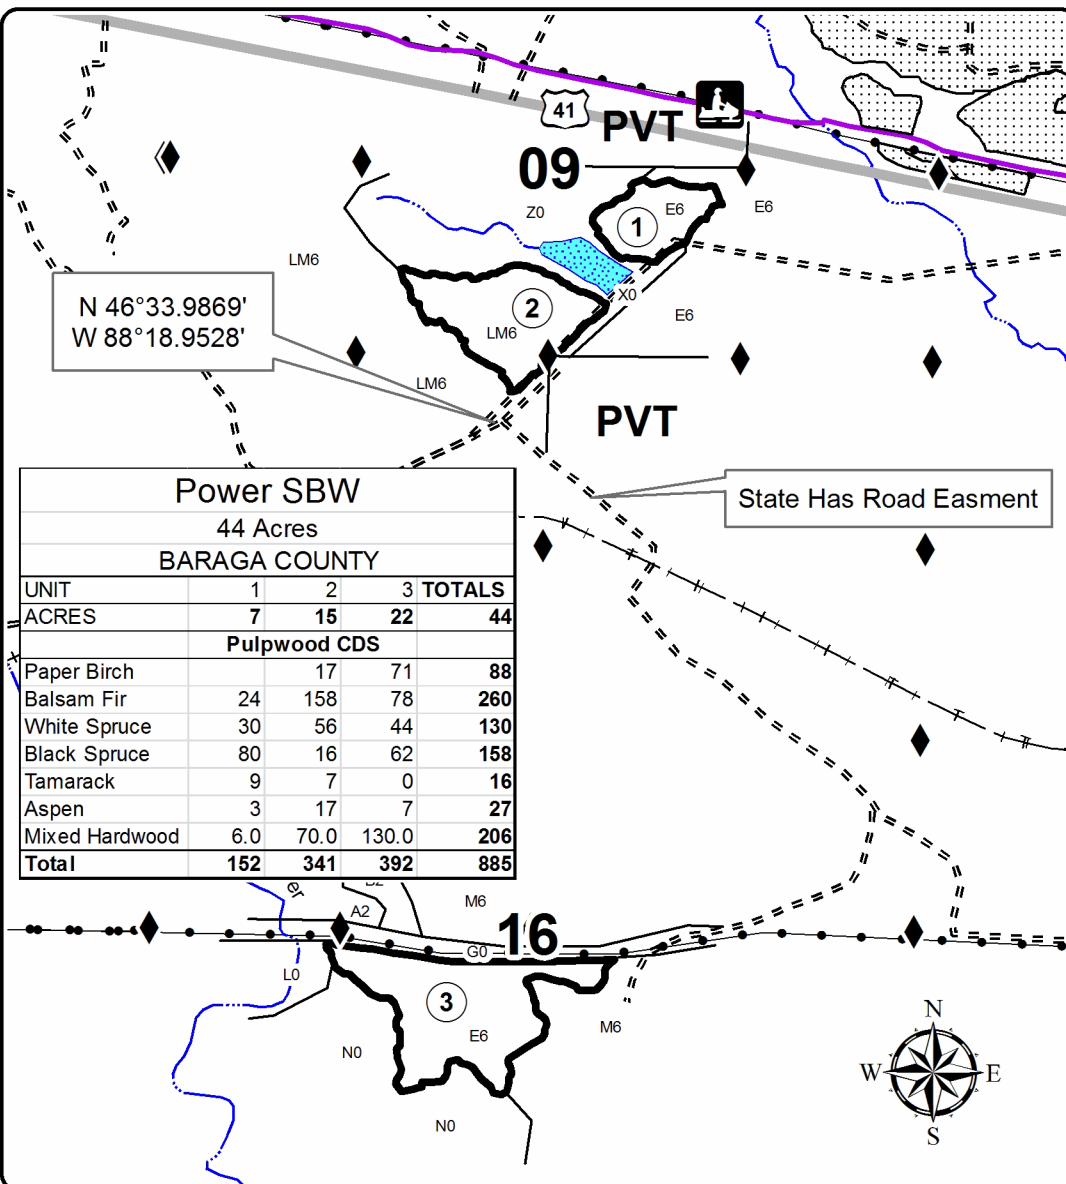 41
PVT
09
Z0
E6
1
E6
E6
LM6
X0
E6
N 46°33.9869'
W 88°18.9528'
2
LM6
LM6
PVT
State Has Road Easment
Power SBW
44 Acres
BARAGA COUNTY
UNIT 1 2 3 TOTALS
ACRES 7 15 22 44
Pulpwood CDS
Paper Birch 17 71 88
Balsam Fir 24 158 78 260
White Spruce 30 56 44 130
Black Spruce 80 16 62 158
Tamarack 9 7 0 16
Aspen 3 17 7 27
Mixed Hardwood 6.0 70.0 130.0 206
Total 152 341 392 885
er
M6
A2
16
G0
L0
3
E6
M6
N0
N0
N
W E
S